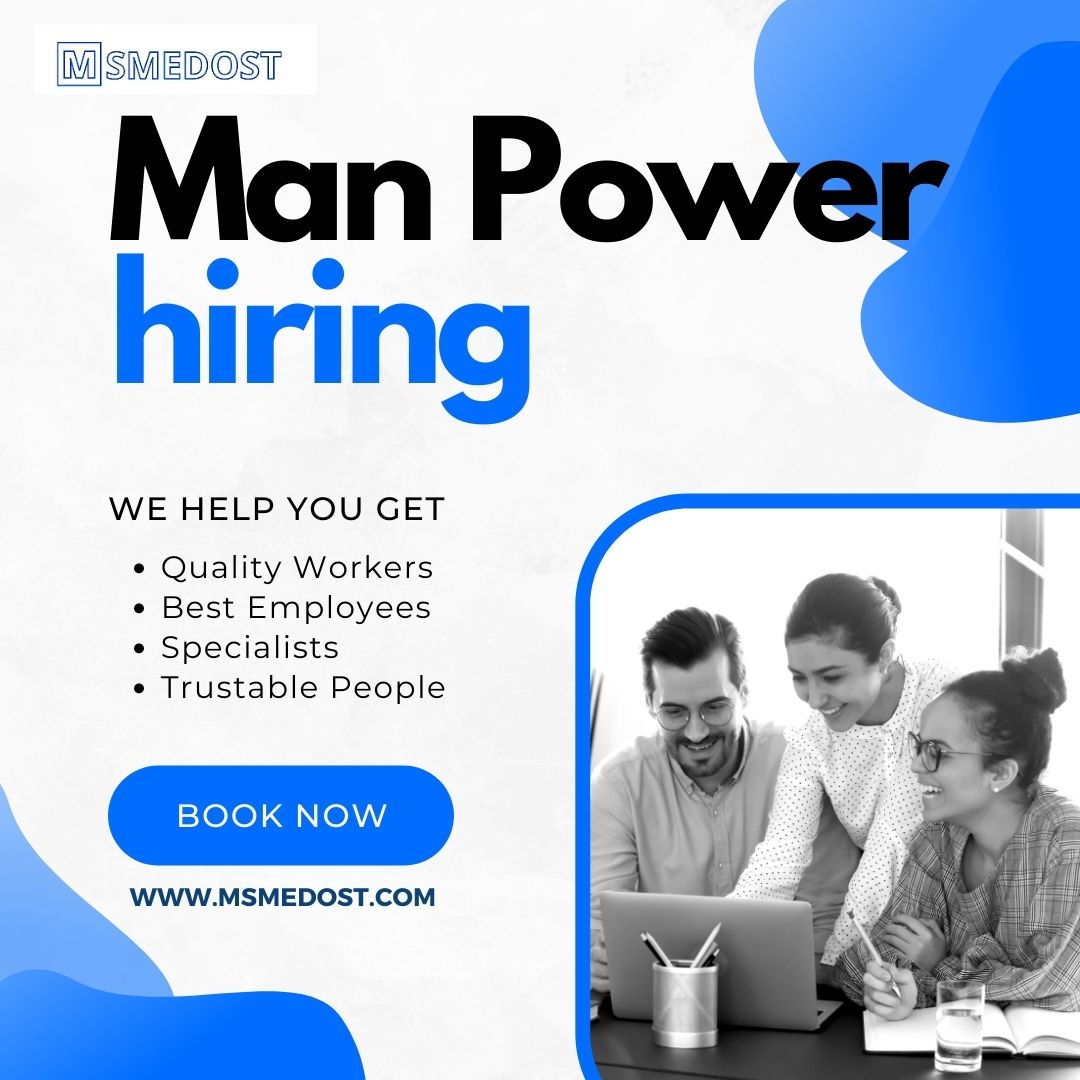 MSMEDOST
Man Power
hiring
WE HELP YOU GET
• Quality Workers
• Best Employees
• Specialists
• Trustable People
BOOK NOW
WWW.MSMEDOST.COM